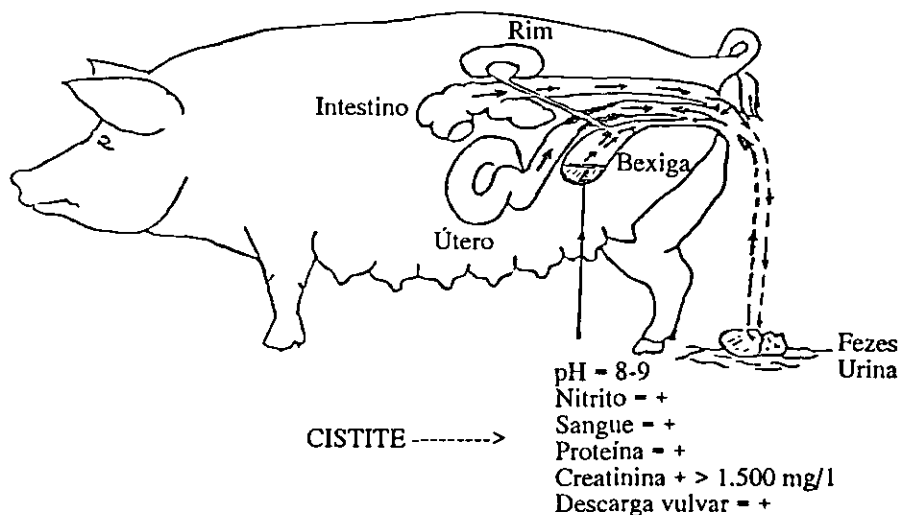 Rim
Intestino
Bexiga
Útero
Fezes
Urina
pH = 8-9
Nitrito = +
Sangue = +
CISTITE --------->
Proteína = +
Creatinina + > 1.500 mg/l
Descarga vulvar = +